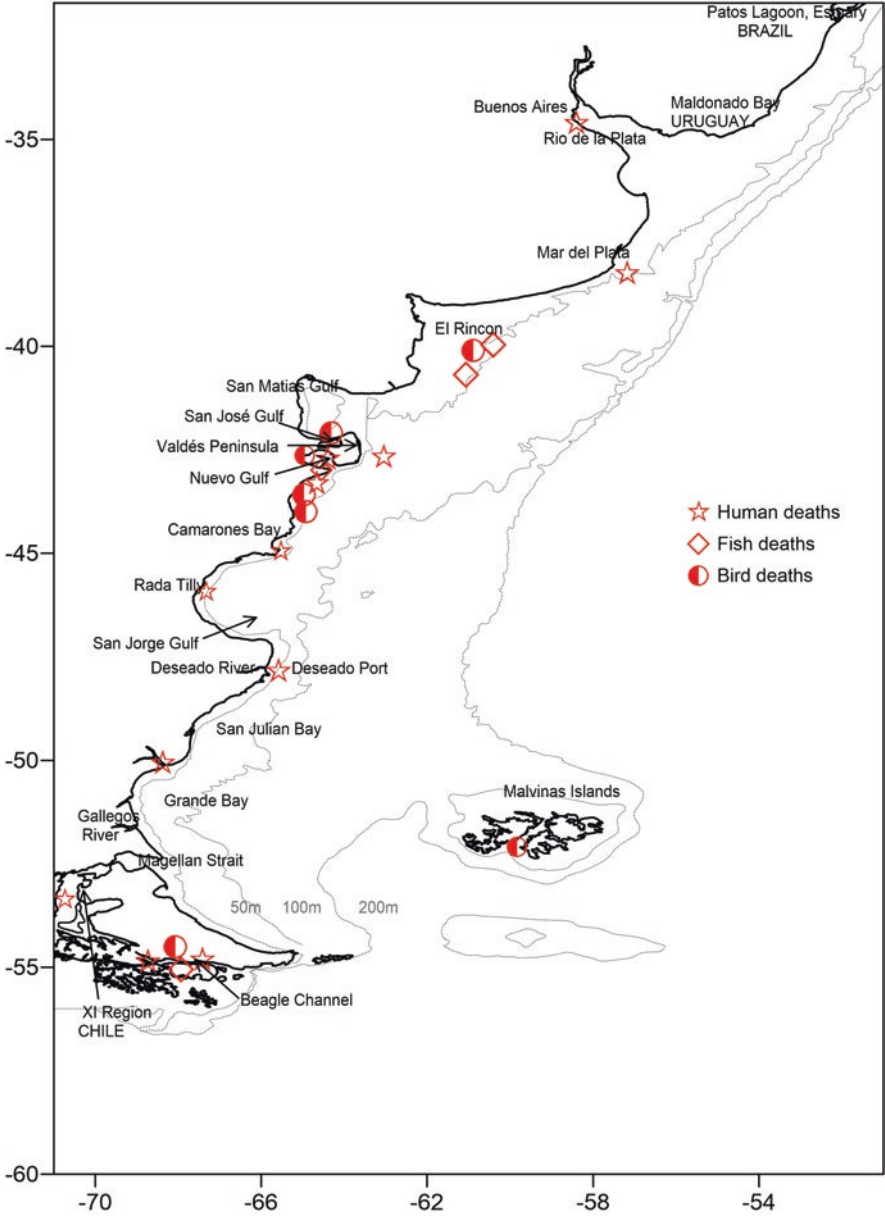 Patos Lagoon, Estuary
BRAZIL
Buenos Aires
Maldonado Bay
URUGUAY
-35
Rio de la Plata
Mar del Plata
El Rincon
-40
San Matias Gulf
San José Gulf
Valdés Peninsula
Nuevo Gulf
Human deaths
Fish deaths
Bird deaths
Camarones Bay
-45
Rada Tilly
San Jorge Gulf
Deseado River
Deseado Port
San Julian Bay
-50
Malvinas Islands
Grande Bay
Gallegos
River
Magellan Strait
50m
100m
200m
-55
Beagle Channel
XI Region
CHILE
-60
-70
-66
-62
-58
-54